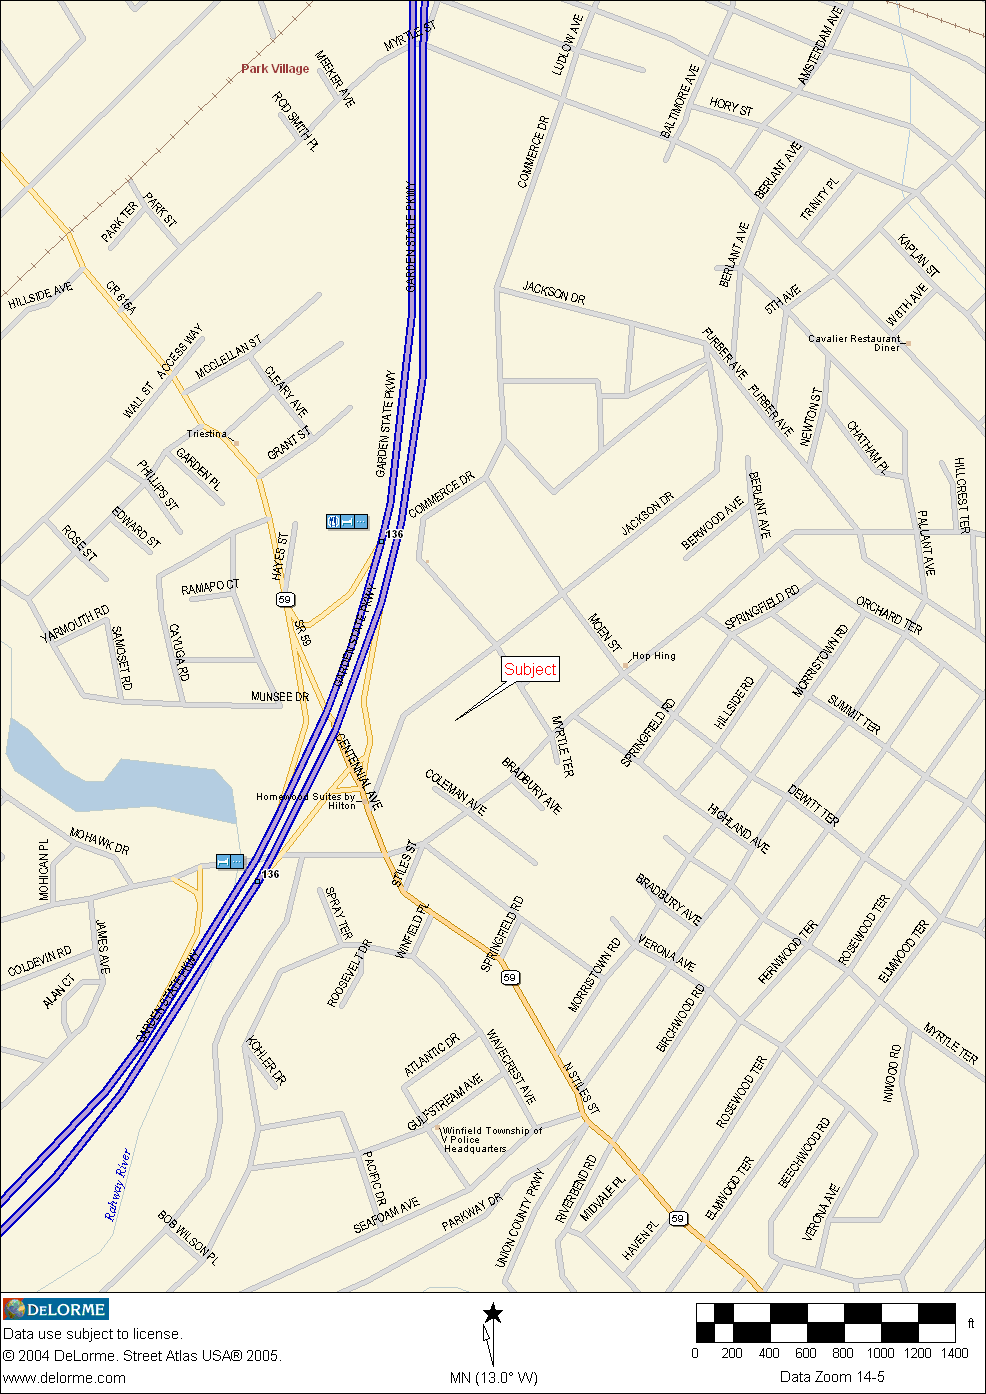 MYRTLE ST
LUDLOW AVE
AMSTERDAM AVE
Park Village
MEEKER AVE
ROD SMITH PL
BALTIMORE AVE
HORY ST
COMMERCE DR
BERLANT AVE
TRINITY PL
PARK TER
PARK ST
GARDEN STATE PKWY
BERLANT AVE
KAPLAN ST
HILLSIDE AVE
CR 616A
JACKSON DR
5TH AVE
W 8TH AVE
Cavalier Restaurant
Diner
FURBER AVE
ACCESS WAY
MCCLELLAN ST
WALL ST
CLEARY AVE
GARDEN STATE PKWY
FURBER AVE
NEWTON ST
CHATHAM PL
Triestina
GRANT ST
GARDEN PL
PHILLIPS ST
COMMERCE DR
HILLCREST TER
EDWARD ST
ROSE ST
136
JACKSON DR
BERWOOD AVE
BERLANT AVE
PALLANT AVE
HAYES ST
59
RAMAPO CT
YARMOUTH RD
SAMOSET RD
CAYUGA RD
SR 59
GARDEN STATE PKWY
MOEN ST
SPRINGFIELD RD
ORCHARD TER
Hop Hing
MORRISTOWN RD
Subject
MUNSEE DR
HILLSIDE RD
SUMMIT TER
SPRINGFIELD RD
MYRTLE TER
CENTENNIAL AVE
BRADBURY AVE
COLEMAN AVE
Homewood Suites by
Hilton
DEWITT TER
HIGHLAND AVE
MOHAWK DR
MOHICAN PL
136
STILES ST
BRADBURY AVE
SPRAY TER
WINFIELD PL
SPRINGFIELD RD
ROSEWOOD TER
FERNWOOD TER
ELMWOOD TER
JAMES AVE
COLDEVIN RD
ALAN CT
ROOSEVELT DR
VERONA AVE
MORRISTOWN RD
59
GARDEN STATE PKWY
BIRCHWOOD RD
MYRTLE TER
INWOOD RD
KOHLER DR
ATLANTIC DR
WAVECREST AVE
N STILES ST
GULFSTREAM AVE
ROSEWOOD TER
Winfield Township of
V Police
Headquarters
BEECHWOOD RD
PACIFIC DR
Rahway River
SEAFOAM AVE
PARKWAY DR
UNION COUNTY PKWY
RIVERBEND RD
MIDVALE PL
ELMWOOD TER
VERONA AVE
59
HAVEN PL
BOB WILSON PL
DELORME
Data use subject to license.
© 2004 DeLorme. Street Atlas USA® 2005.
www.delorme.com
MN (13.0° W)
ft
0 200 400 600 800 1000 1200 1400
Data Zoom 14-5